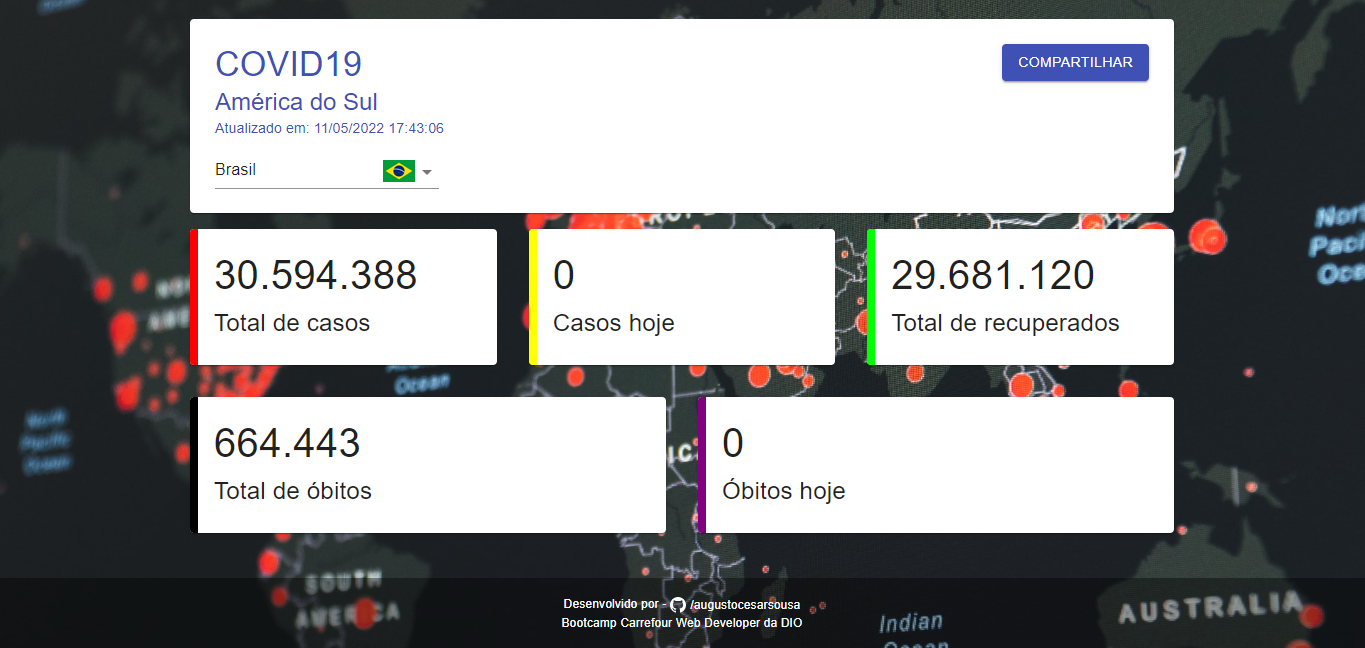 COVID19
COMPARTILHAR
América do Sul
Atualizado em: 11/05/2022 17:43:06
Brasil
30.594.388
Total de casos
0
Casos hoje
29.681.120
Total de recuperados
664.443
Total de óbitos
0
Óbitos hoje
North
Pacific
Ocean
Ocean
North
Pacific
Ocean
SOUTH
AMERICA
AUSTRALIA
Indian
Ocean
Desenvolvido por - /augustocesarsousa
Bootcamp Carrefour Web Developer da DIO